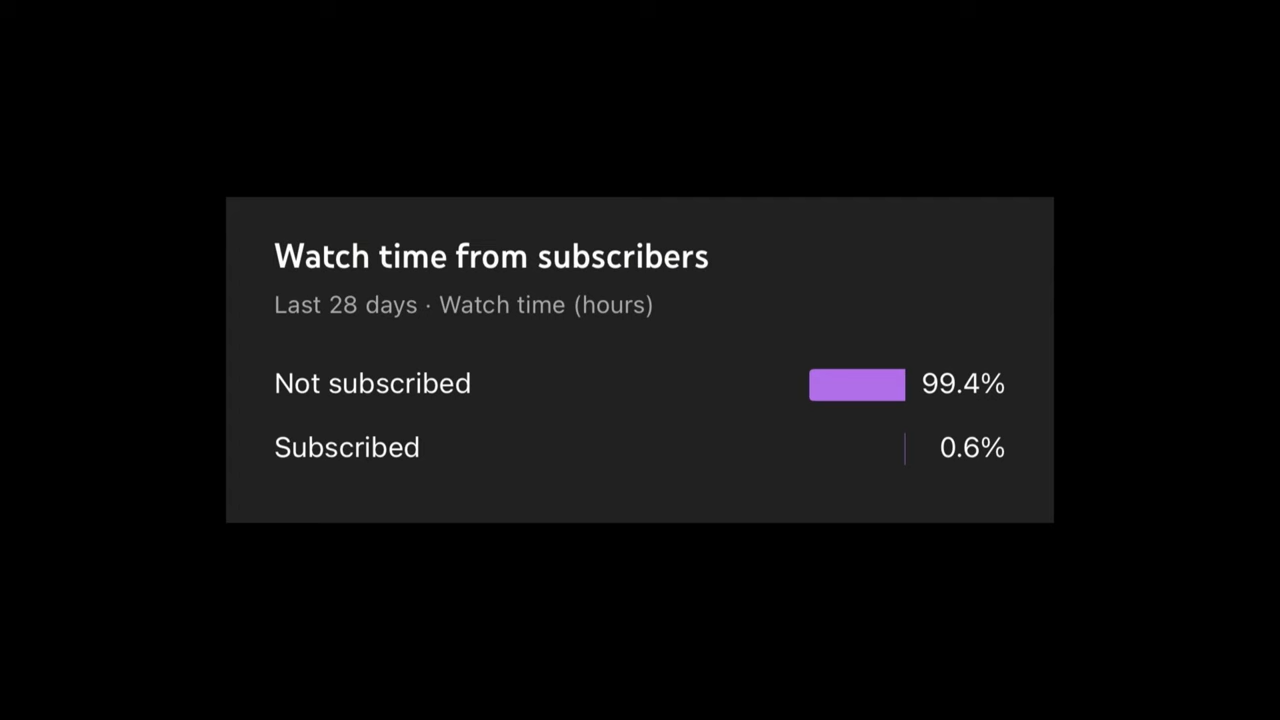 Watch time from subscribers
Last 28 days · Watch time (hours)
Not subscribed 99.4%
Subscribed 0.6%